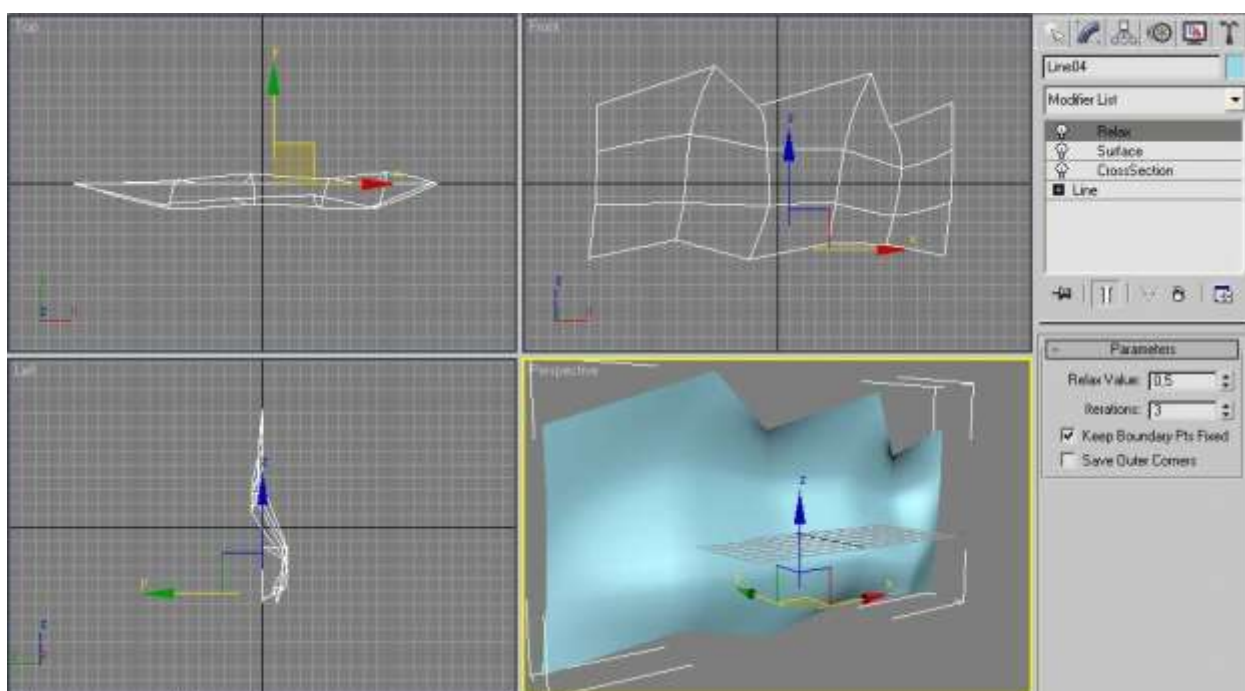 Top
Front
Line04
Modifier List
Relax
Surface
CrossSection
Line
Left
Perspective
Parameters
Relax Value: 0,5
Iterations: 3
Keep Boundary Pts Fixed
Save Outer Corners